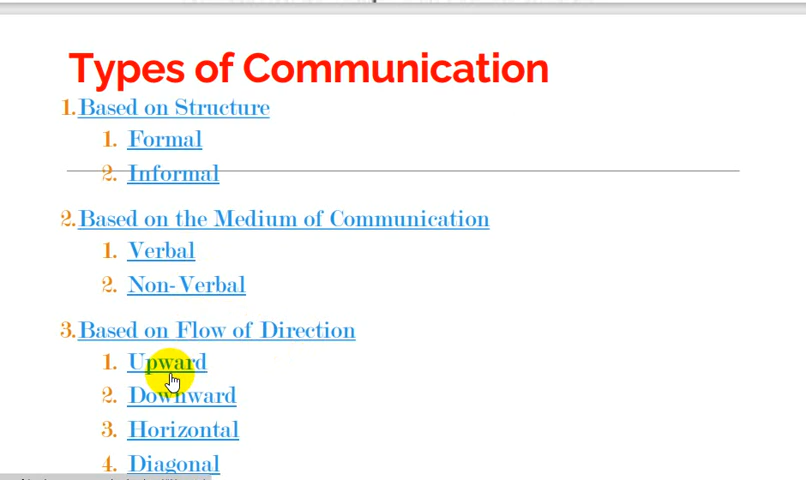 Types of Communication
1. Based on Structure
1. Formal
2. Informal
2. Based on the Medium of Communication
1. Verbal
2. Non-Verbal
3. Based on Flow of Direction
1. Upward
2. Downward
3. Horizontal
4. Diagonal